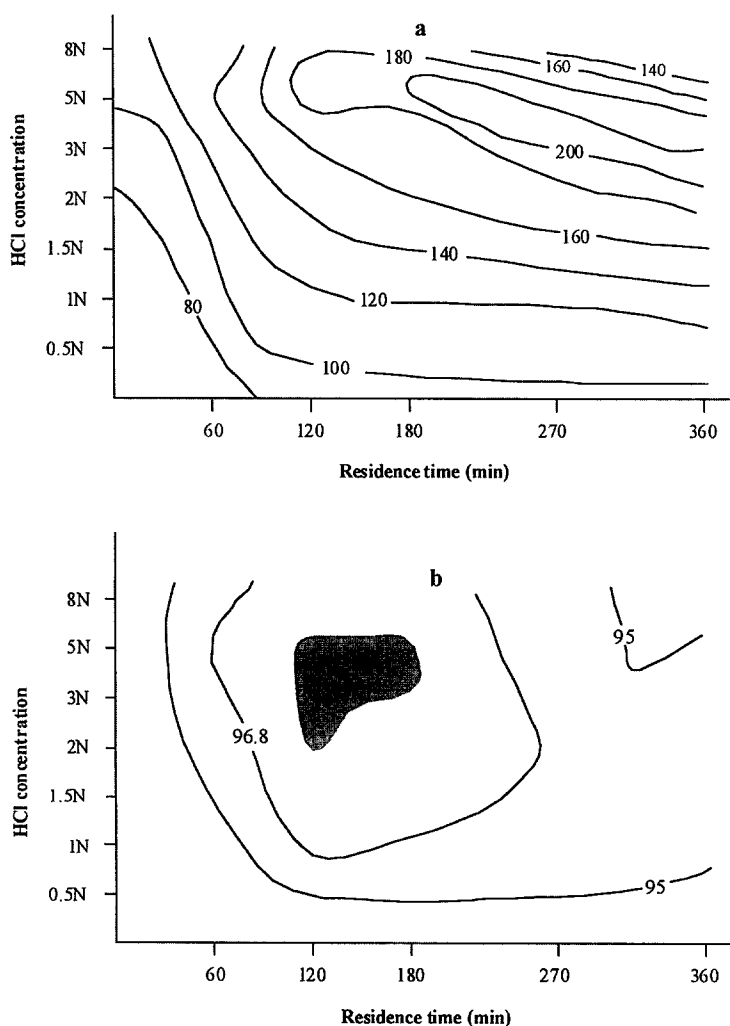 a
8N
180
160
140
5N
3N
200
2N
160
1.5N
140
1N
120
80
0.5N
100
HCl concentration
60
120
180
270
360
Residence time (min)
b
8N
95
5N
3N
96.8
2N
1.5N
1N
0.5N
95
HCl concentration
60
120
180
270
360
Residence time (min)